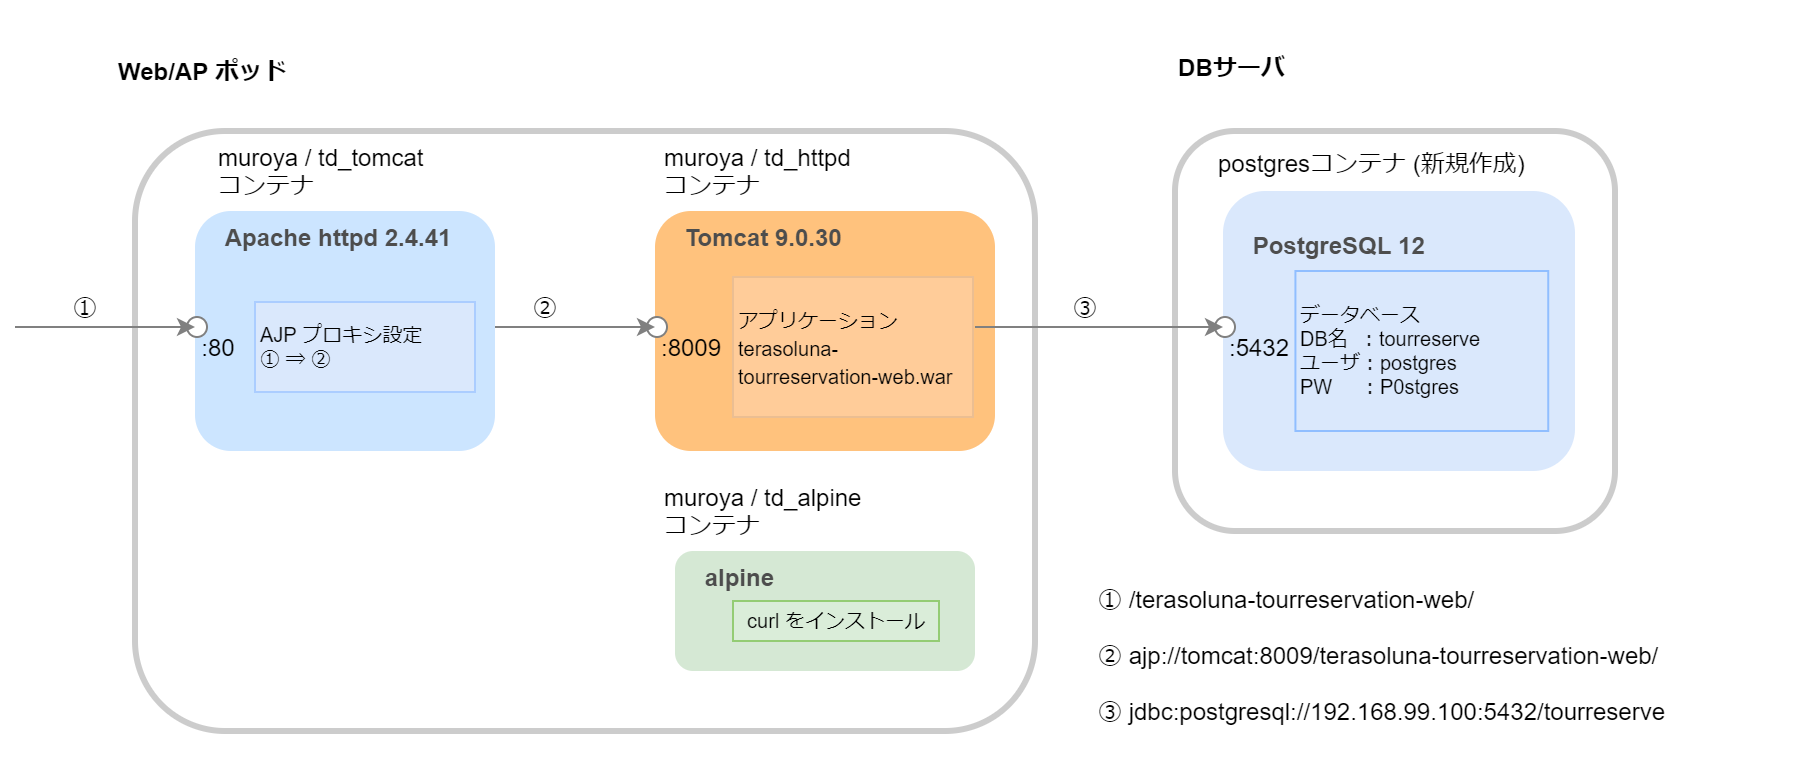 Web/AP ポッド
muroya / td_tomcat
コンテナ
Apache httpd 2.4.41
①
:80
AJP プロキシ設定
① ⇒ ②
②
muroya / td_httpd
コンテナ
Tomcat 9.0.30
:8009
アプリケーション
terasoluna-
tourreservation-web.war
muroya / td_alpine
コンテナ
alpine
curl をインストール
③
DBサーバ
postgresコンテナ (新規作成)
PostgreSQL 12
:5432
データベース
DB名 : tourreserve
ユーザ : postgres
PW : P0stgres
① /terasoluna-tourreservation-web/
② ajp://tomcat:8009/terasoluna-tourreservation-web/
③ jdbc:postgresql://192.168.99.100:5432/tourreserve